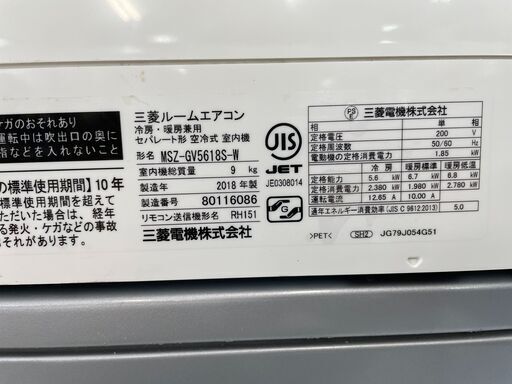 ケガのおそれあり
運転中は吹出口の奥に
指などを入れないこと
の標準使用期間】10年
標準使用期間を超えて
いただいた場合は、経年
る発火・ケガなどの事故
三菱ルームエアコン
冷房・暖房兼用
セパレート形 空冷式 室内機
形名 MSZ-GV5618S-W
室内機総質量 9 kg
製造年 2018 年製
製造番号 80116086
リモコン送信機形名 RH151
三菱電機株式会社
JIS
JET
JE0308014
G
PS E 三菱電機株式会社
相 単 相
定格電圧 200 V
定格周波数 50/60 Hz
電動機の定格消費電力 1.85 kW
冷房 暖房標準 暖房低温
定格能力 5.6 kW 6.7 kW 6.8 kW
定格消費電力 2.380 kW 1.980 kW 2.760 kW
運転電流 12.65 A 10.00 A
通年エネルギー消費効率(JIS C 9612:2013) 5.0
>PET< SH2 JG79J054G51